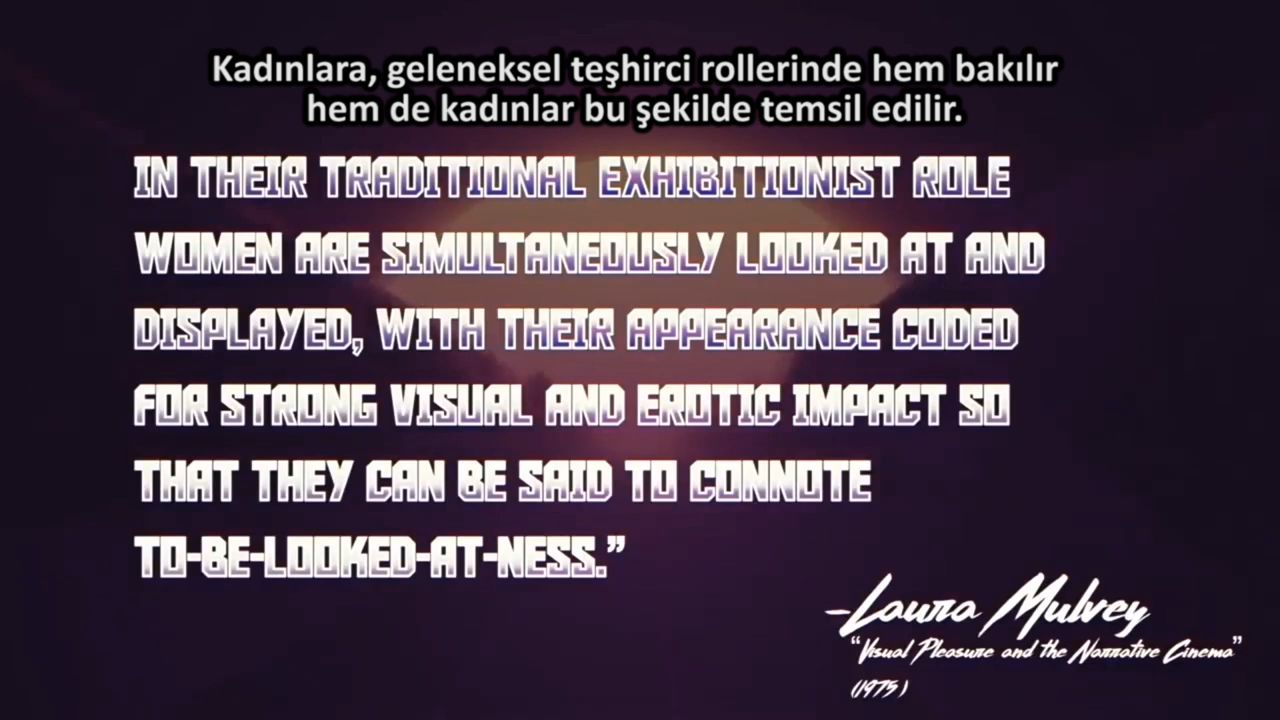 Kadınlara, geleneksel teşhirci rollerinde hem bakılır
hem de kadınlar bu şekilde temsil edilir.
IN THEIR TRADITIONAL EXHIBITIONIST ROLE
WOMEN ARE SIMULTANEOUSLY LOOKED AT AND
DISPLAYED, WITH THEIR APPEARANCE CODED
FOR STRONG VISUAL AND EROTIC IMPACT SO
THAT THEY CAN BE SAID TO CONNOTE
TO-BE-LOOKED-AT-NESS.”
-Laura Mulvey
“Visual Pleasure and the Narrative Cinema”
(1975)